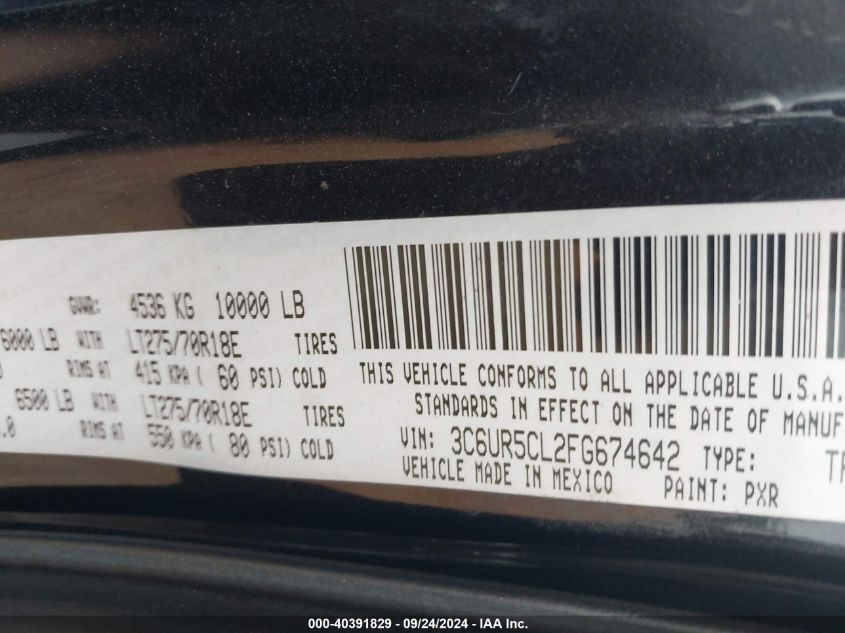 GVWR: 4536 KG 10000 LB
6000 LB WITH LT275/70R18E TIRES
RIMS AT 415 KPA ( 60 PSI) COLD
6500 LB WITH LT275/70R18E TIRES
.0 RIMS AT 550 KPA ( 80 PSI) COLD
THIS VEHICLE CONFORMS TO ALL APPLICABLE U.S.A.
STANDARDS IN EFFECT ON THE DATE OF MANUF
VIN: 3C6UR5CL2FG674642 TYPE:
VEHICLE MADE IN MEXICO PAINT: PXR
000-40391829 - 09/24/2024 - IAA Inc.